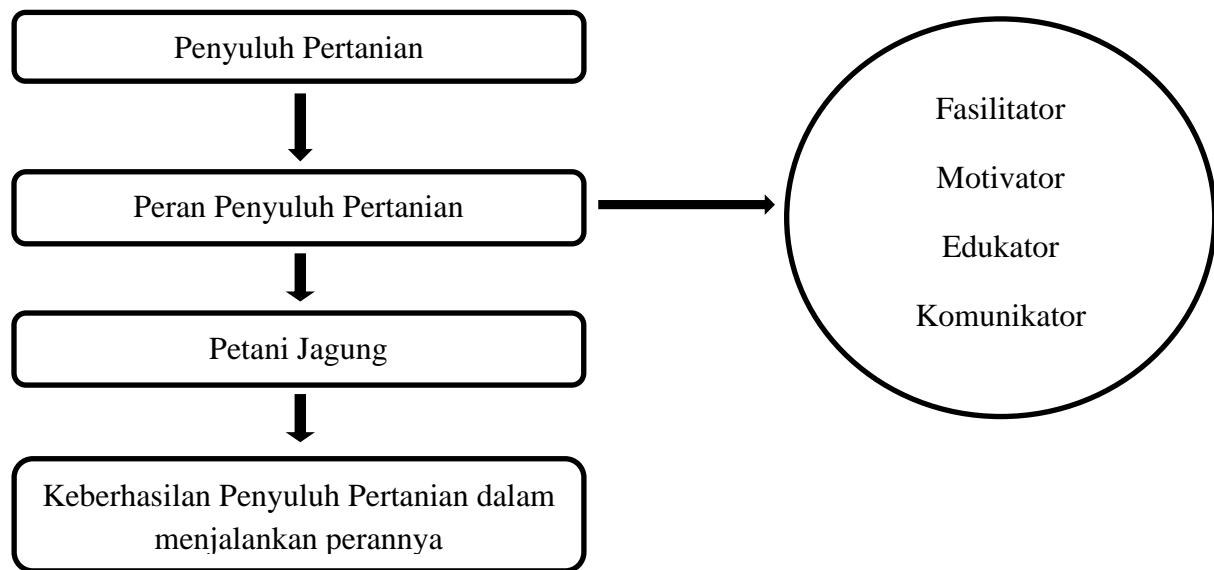 Penyuluh Pertanian
Peran Penyuluh Pertanian
Petani Jagung
Keberhasilan Penyuluh Pertanian dalam
menjalankan perannya
Fasilitator
Motivator
Edukator
Komunikator